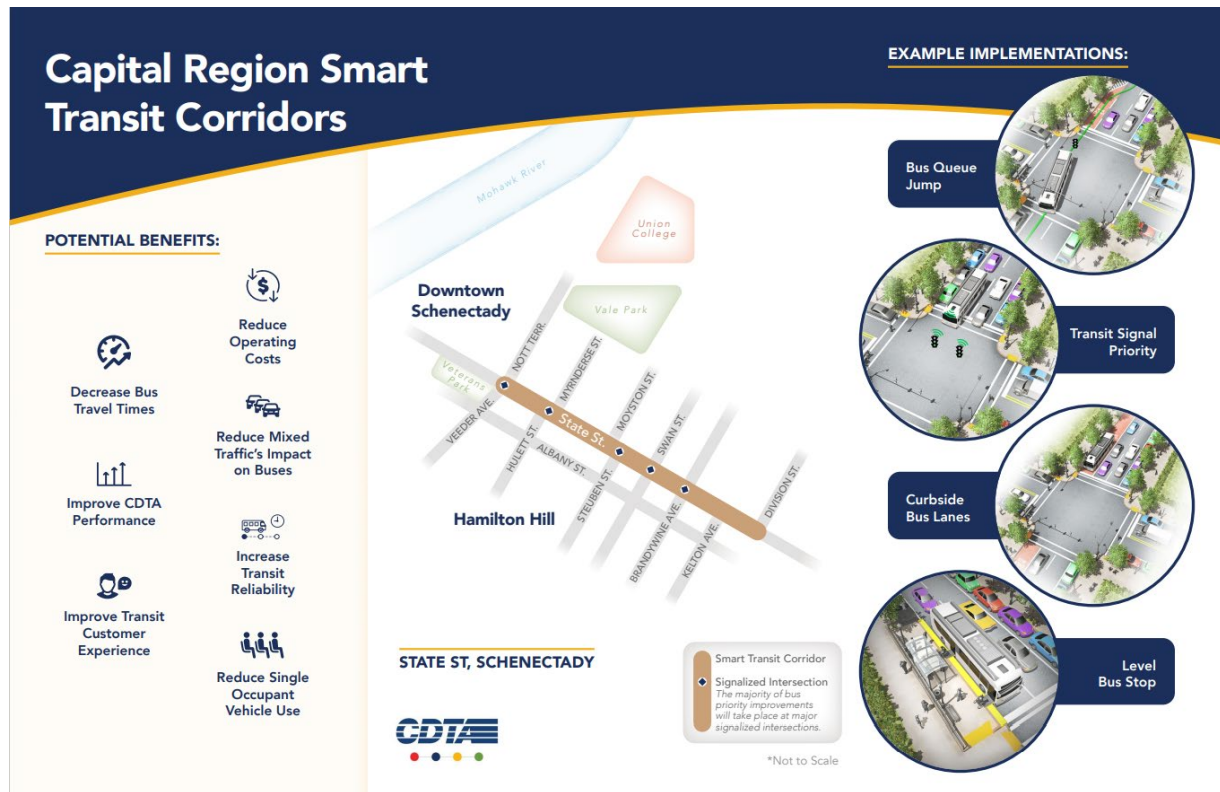 Capital Region Smart
Transit Corridors
POTENTIAL BENEFITS:
Decrease Bus
Travel Times
Improve CDTA
Performance
Improve Transit
Customer
Experience
$
Reduce
Operating
Costs
Reduce Mixed
Traffic's Impact
on Buses
Increase
Transit
Reliability
Reduce Single
Occupant
Vehicle Use
Mohawk River
Union
College
Downtown
Schenectady
Vale Park
Veterans
Park
NOTT TERR.
MYRNDERSE ST.
MOYSTON ST.
SWAN ST.
DIVISION ST.
State St.
VEEDER AVE.
HULETT ST.
ALBANY ST.
STEUBEN ST.
BRANDYWINE AVE.
KELTON AVE.
Hamilton Hill
STATE ST, SCHENECTADY
CDTA
Smart Transit Corridor
Signalized Intersection
The majority of bus
priority improvements
will take place at major
signalized intersections.
*Not to Scale
EXAMPLE IMPLEMENTATIONS:
Bus Queue
Jump
Transit Signal
Priority
Curbside
Bus Lanes
Level
Bus Stop